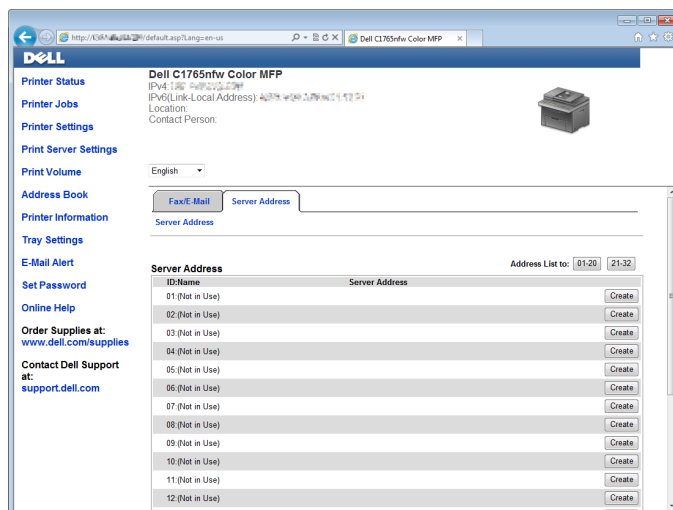 http:// /default.asp?Lang=en-us
Dell C1765nfw Color MFP
DELL
Printer Status
Printer Jobs
Printer Settings
Print Server Settings
Print Volume
Address Book
Printer Information
Tray Settings
E-Mail Alert
Set Password
Online Help
Order Supplies at:
www.dell.com/supplies
Contact Dell Support
at:
support.dell.com
Dell C1765nfw Color MFP
IPv4:
IPv6(Link-Local Address):
Location:
Contact Person:
English
Fax/E-Mail Server Address
Server Address
Server Address Address List to: 01-20 21-32
ID:Name Server Address
01:(Not in Use) Create
02:(Not in Use) Create
03:(Not in Use) Create
04:(Not in Use) Create
05:(Not in Use) Create
06:(Not in Use) Create
07:(Not in Use) Create
08:(Not in Use) Create
09:(Not in Use) Create
10:(Not in Use) Create
11:(Not in Use) Create
12:(Not in Use) Create